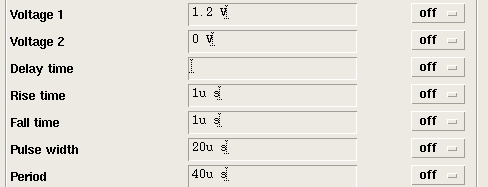 Voltage 1 1.2 V off
Voltage 2 0 V off
Delay time off
Rise time 1u s off
Fall time 1u s off
Pulse width 20u s off
Period 40u s off